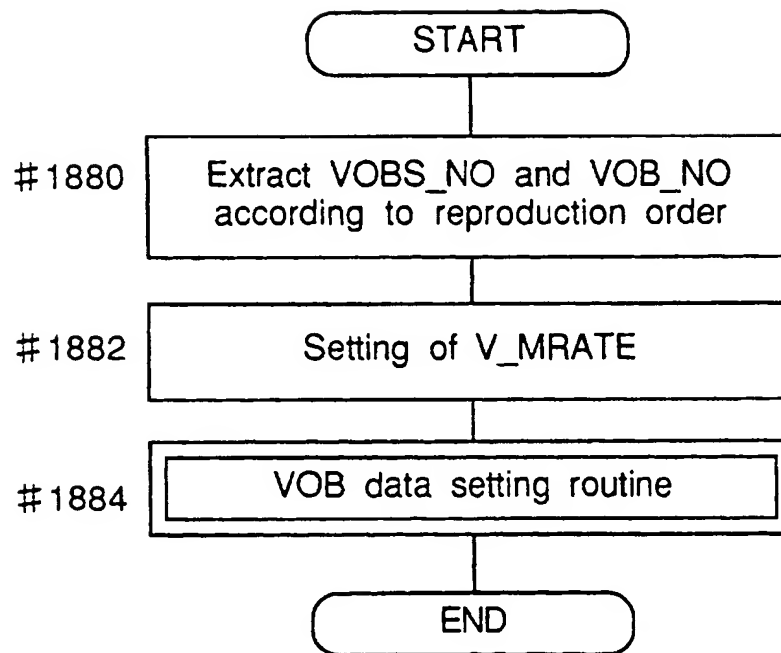 START
#1880
Extract VOBS_NO and VOB_NO
according to reproduction order
#1882
Setting of V_MRATE
#1884
VOB data setting routine
END